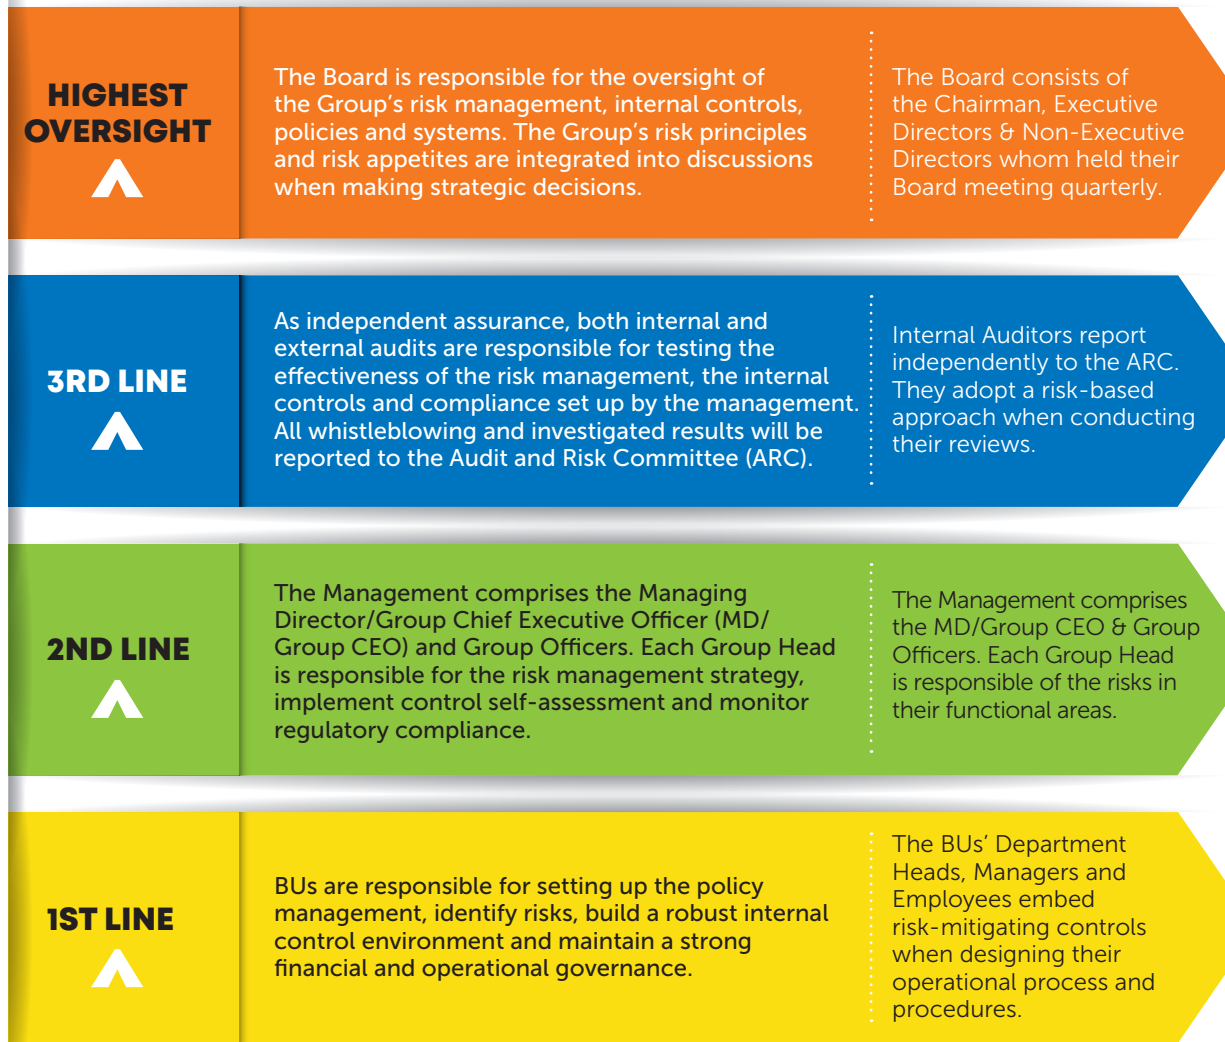 HIGHEST
OVERSIGHT
The Board is responsible for the oversight of
the Group's risk management, internal controls,
policies and systems. The Group's risk principles
and risk appetites are integrated into discussions
when making strategic decisions.
The Board consists of
the Chairman, Executive
Directors & Non-Executive
Directors whom held their
Board meeting quarterly.
3RD LINE
As independent assurance, both internal and
external audits are responsible for testing the
effectiveness of the risk management, the internal
controls and compliance set up by the management.
All whistleblowing and investigated results will be
reported to the Audit and Risk Committee (ARC).
Internal Auditors report
independently to the ARC.
They adopt a risk-based
approach when conducting
their reviews.
2ND LINE
The Management comprises the Managing
Director/Group Chief Executive Officer (MD/
Group CEO) and Group Officers. Each Group Head
is responsible for the risk management strategy,
implement control self-assessment and monitor
regulatory compliance.
The Management comprises
the MD/Group CEO & Group
Officers. Each Group Head
is responsible of the risks in
their functional areas.
1ST LINE
BUs are responsible for setting up the policy
management, identify risks, build a robust internal
control environment and maintain a strong
financial and operational governance.
The BUs' Department
Heads, Managers and
Employees embed
risk-mitigating controls
when designing their
operational process and
procedures.